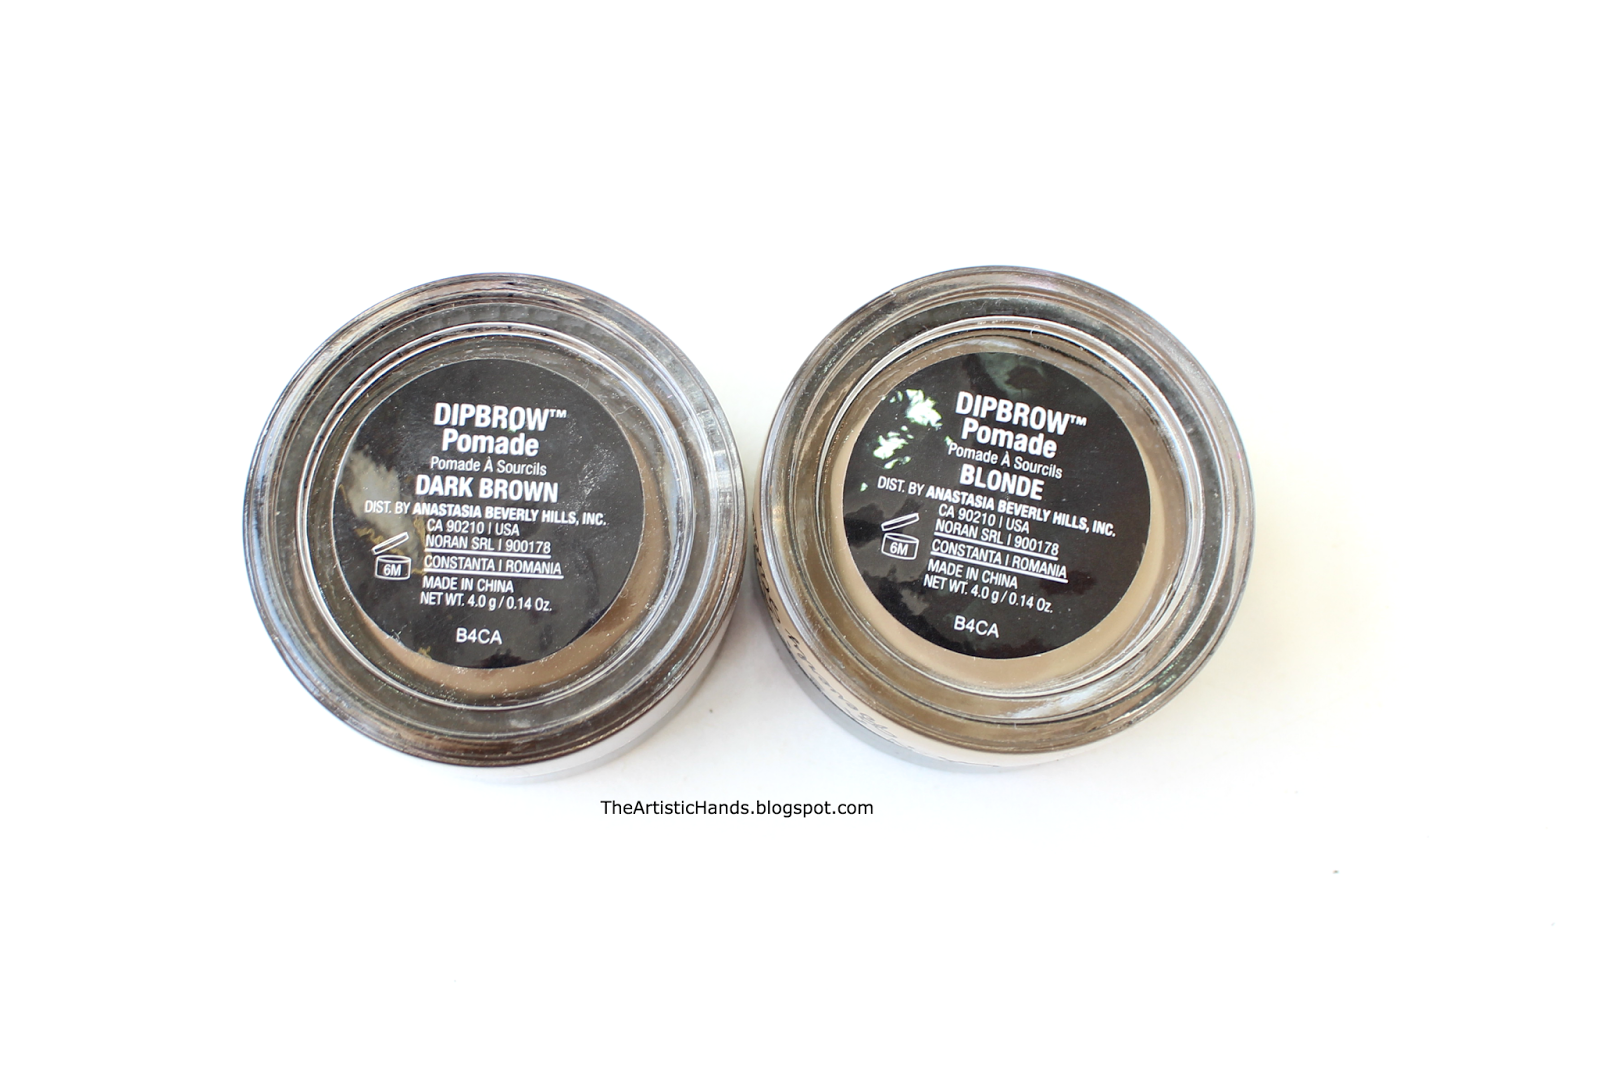 DIPBROW™
Pomade
Pomade À Sourcils
DARK BROWN
DIST. BY ANASTASIA BEVERLY HILLS, INC.
CA 90210 | USA
NORAN SRL | 900178
CONSTANTA | ROMANIA
6M
MADE IN CHINA
NET WT. 4.0 g / 0.14 Oz.
B4CA
DIPBROW™
Pomade
Pomade À Sourcils
BLONDE
DIST. BY ANASTASIA BEVERLY HILLS, INC.
CA 90210 | USA
NORAN SRL | 900178
6M
CONSTANTA | ROMANIA
MADE IN CHINA
NET WT. 4.0 g / 0.14 Oz.
B4CA
TheArtisticHands.blogspot.com